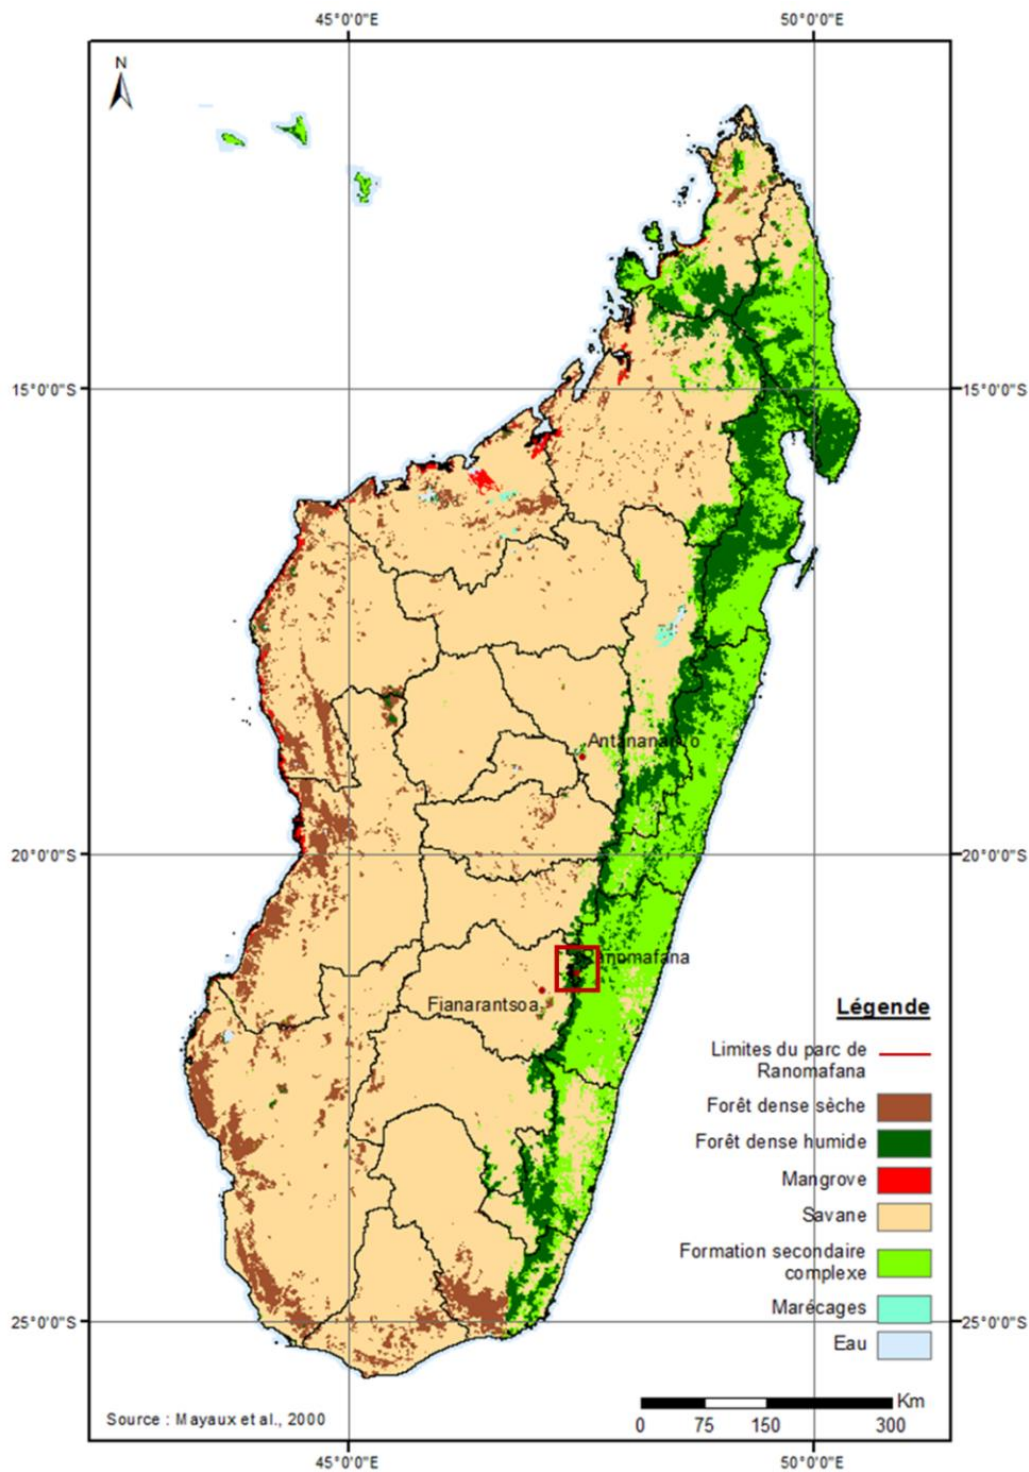 45°0'0"E 50°0'0"E
N
15°0'0"S 15°0'0"S
Antananarivo
20°0'0"S 20°0'0"S
Ranomafana
Fianarantsoa
Légende
Limites du parc de
Ranomafana
Forêt dense sèche
Forêt dense humide
Mangrove
Savane
Formation secondaire
complexe
Marécages
25°0'0"S 25°0'0"S
Eau
Km
Source : Mayaux et al., 2000
0 75 150 300
45°0'0"E 50°0'0"E